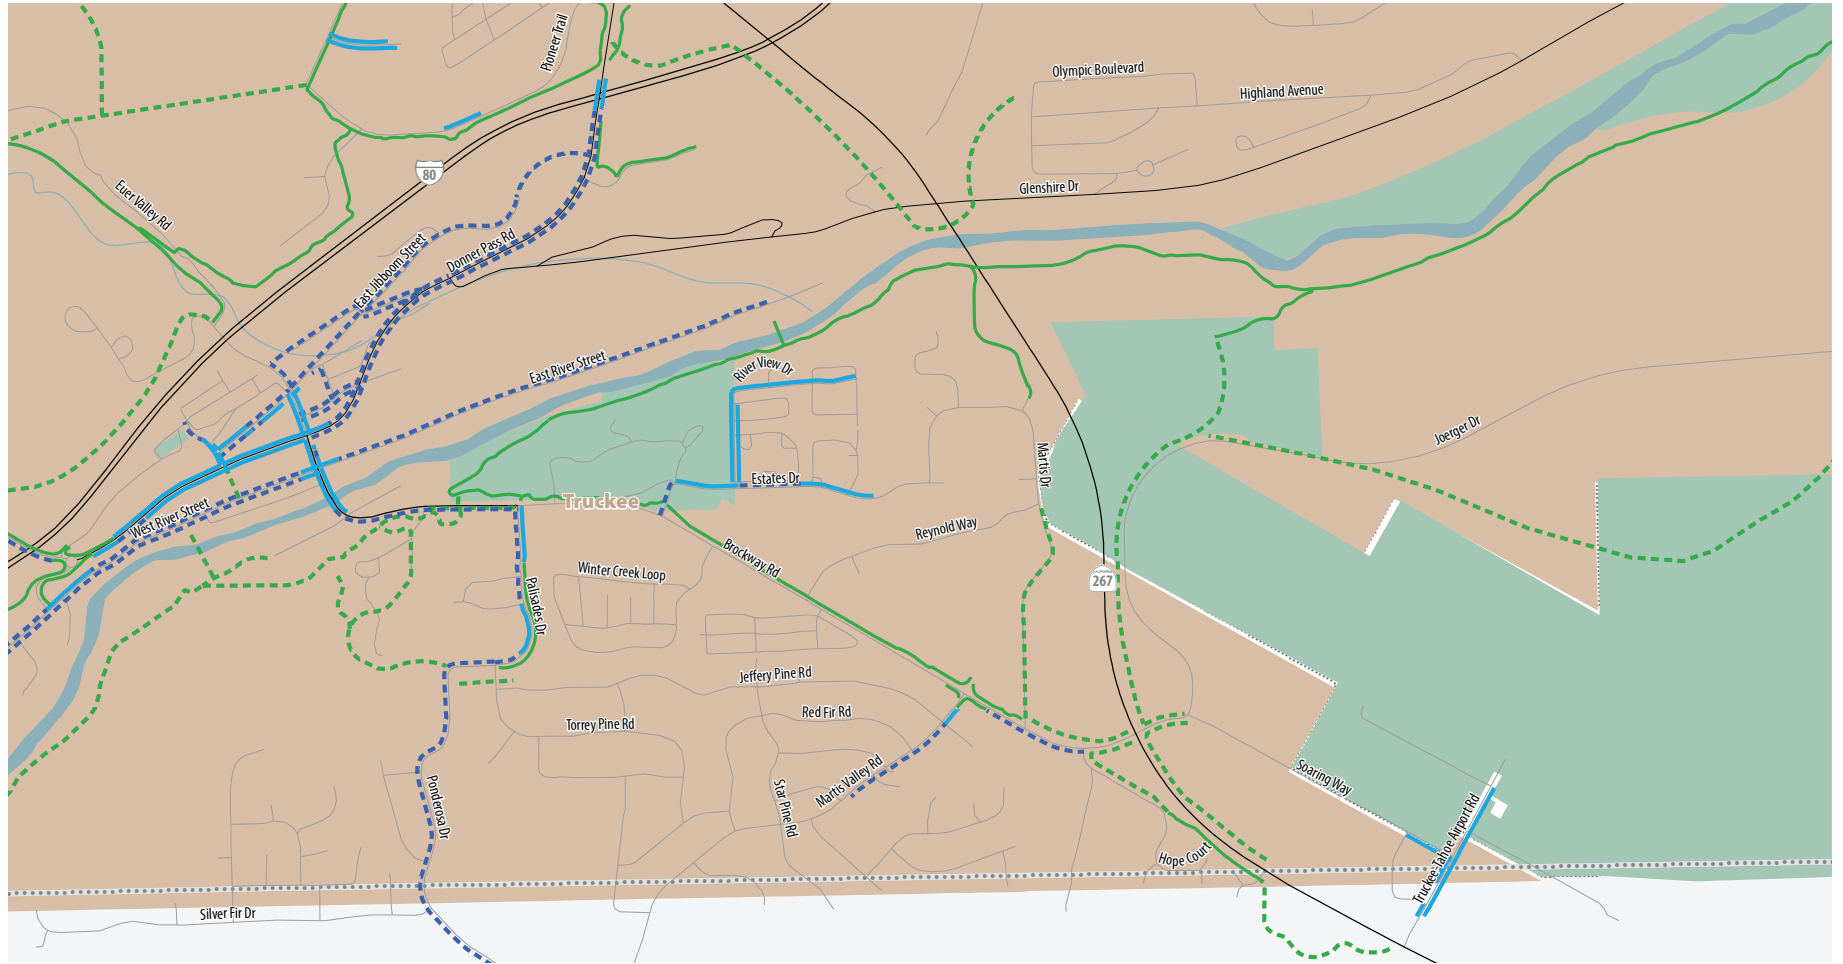 Pioneer Trail
Olympic Boulevard
Highland Avenue
80
Euer Valley Rd
Glenshire Dr
East Jibboom Street
Donner Pass Rd
East River Street
River View Dr
Joerger Dr
Martis Dr
Estates Dr
Truckee
West River Street
Reynold Way
Brockway Rd
Winter Creek Loop
CALIFORNIA
267
Palisades Dr
Jeffery Pine Rd
Red Fir Rd
Torrey Pine Rd
Martis Valley Rd
Soaring Way
Ponderosa Dr
Star Pine Rd
Truckee-Tahoe Airport Rd
Hope Court
Silver Fir Dr